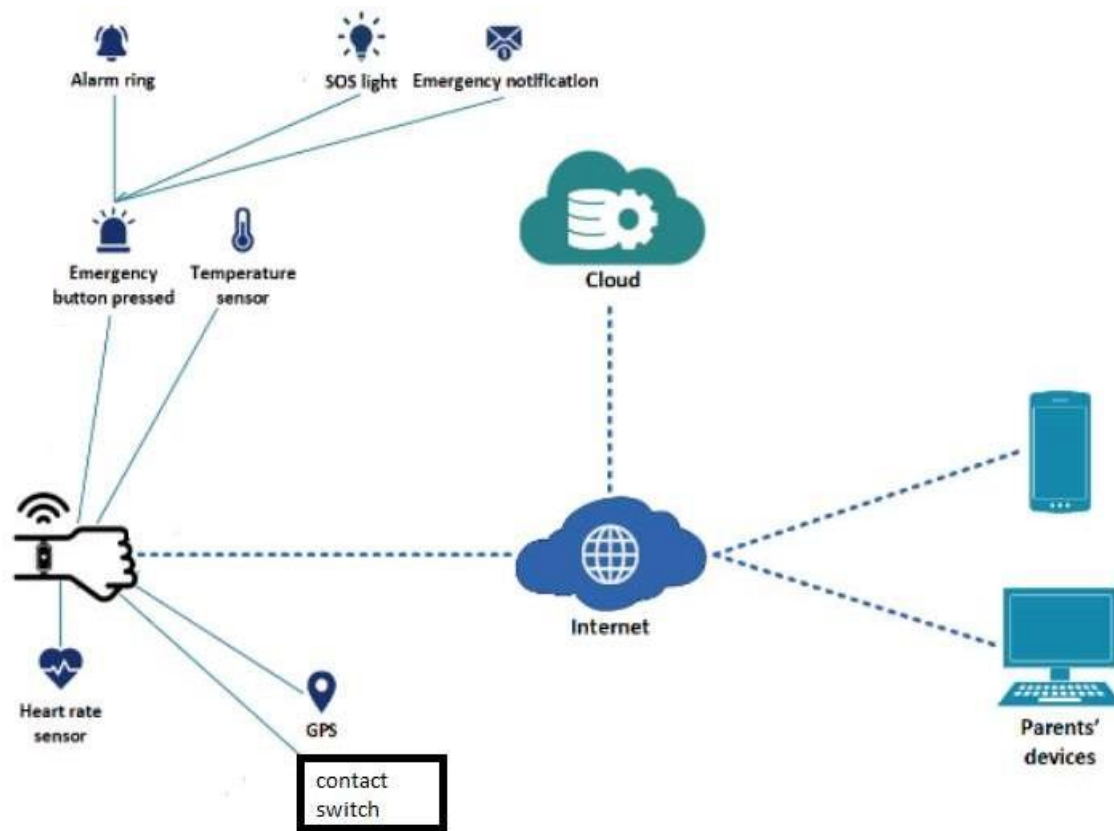 Alarm ring
SOS light
Emergency notification
Emergency
button pressed
Temperature
sensor
Cloud
Internet
Heart rate
sensor
GPS
contact
switch
Parents'
devices